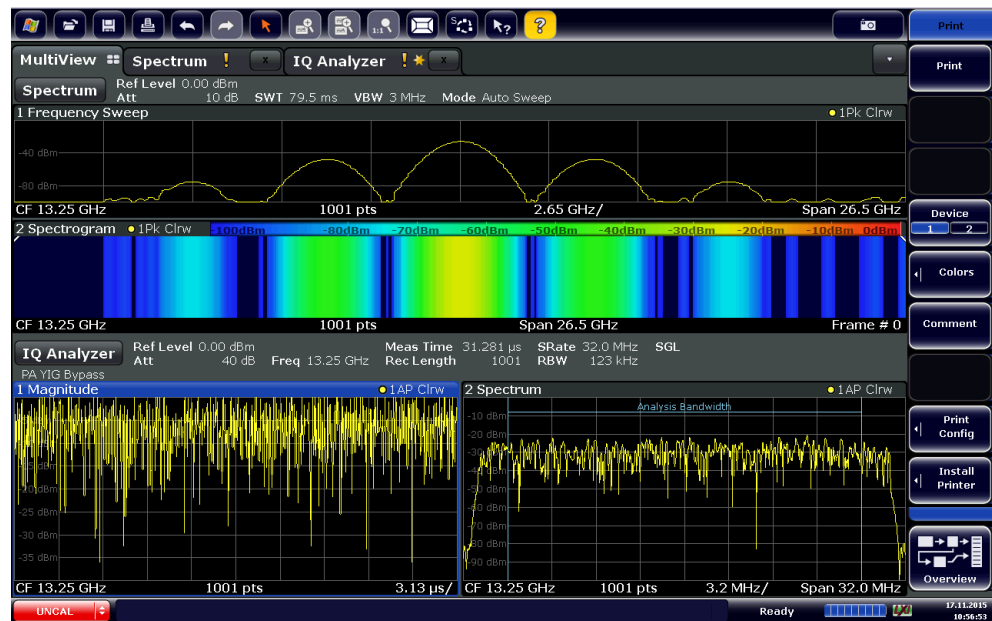 Print
MultiView Spectrum ! x IQ Analyzer ! x
Spectrum Ref Level 0.00 dBm
Att 10 dB SWT 79.5 ms VBW 3 MHz Mode Auto Sweep
1 Frequency Sweep 1Pk Clrw
-40 dBm
-80 dBm
CF 13.25 GHz 1001 pts 2.65 GHz/ Span 26.5 GHz
2 Spectrogram 1Pk Clrw -100dBm -80dBm -70dBm -60dBm -50dBm -40dBm -30dBm -20dBm -10dBm 0dBm
CF 13.25 GHz 1001 pts Span 26.5 GHz Frame # 0
IQ Analyzer Ref Level 0.00 dBm Meas Time 31.281 µs SRate 32.0 MHz SGL
Att 40 dB Freq 13.25 GHz Rec Length 1001 RBW 123 kHz
PA YIG Bypass
1 Magnitude 1AP Clrw
-25 dBm
-30 dBm
-35 dBm
CF 13.25 GHz 1001 pts 3.13 µs/
2 Spectrum 1AP Clrw
Analysis Bandwidth
-10 dBm
-20 dBm
-90 dBm
CF 13.25 GHz 1001 pts 3.2 MHz/ Span 32.0 MHz
Print
Device
1 2
Colors
Comment
Print
Config
Install
Printer
Overview
UNCAL Ready 17.11.2015
10:56:53
1:1
S
?
?